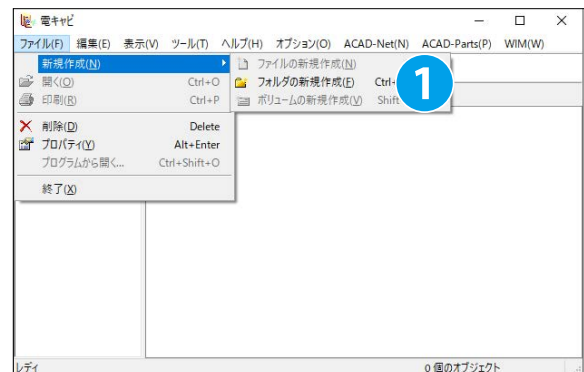 電キャビ
ファイル(F) 編集(E) 表示(V) ツール(T) ヘルプ(H) オプション(O) ACAD-Net(N) ACAD-Parts(P) WIM(W)
新規作成(N)
ファイルの新規作成(N)
開く(O) Ctrl+O
フォルダの新規作成(F) Ctrl+
印刷(R) Ctrl+P
ボリュームの新規作成(V) Shift
1
削除(D) Delete
プロパティ(Y) Alt+Enter
プログラムから開く... Ctrl+Shift+O
終了(X)
レディ
0 個のオブジェクト